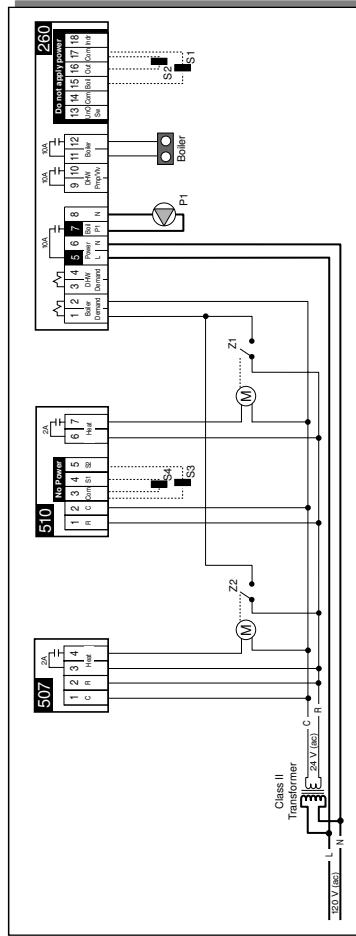 507
1 2 3 4
C R Heat
2A
510
No Power
1 2 3 4 5
R C Com S1 S2
6 7
Heat
2A
S4
S3
260
1 2 3 4 5 6 7 8
Boiler Demand
DHW Demand
Power
L N
Boil P1 N
10A
9 10
DHW Pmp/Vlv
10A
11 12
Boiler
10A
Do not apply power
13 14 15 16 17 18
UnO Sw
Com Boil Out Com Indr
S2
S1
Boiler
P1
M
Z2
M
Z1
Class II
Transformer
C
24 V (ac)
R
L
120 V (ac)
N